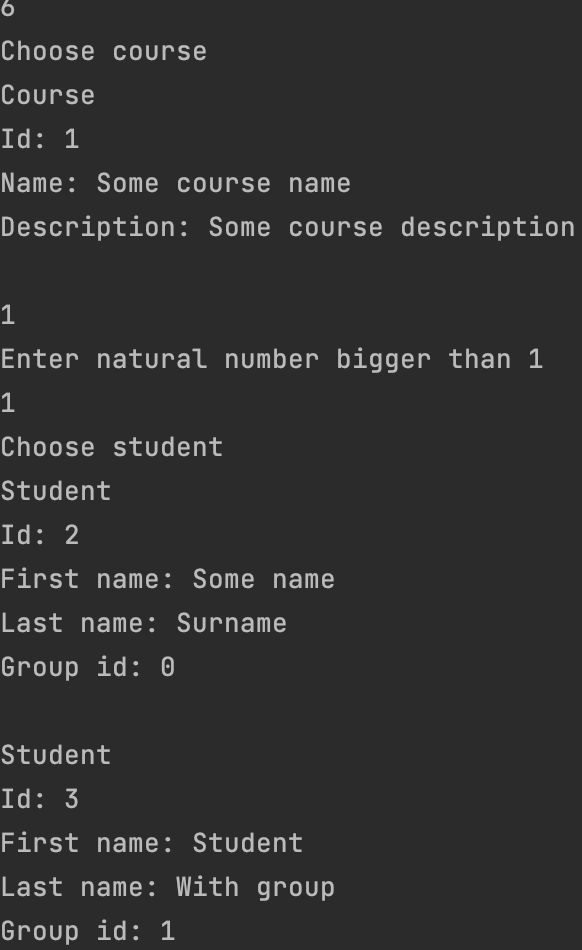 6
Choose course
Course
Id: 1
Name: Some course name
Description: Some course description
1
Enter natural number bigger than 1
1
Choose student
Student
Id: 2
First name: Some name
Last name: Surname
Group id: 0
Student
Id: 3
First name: Student
Last name: With group
Group id: 1